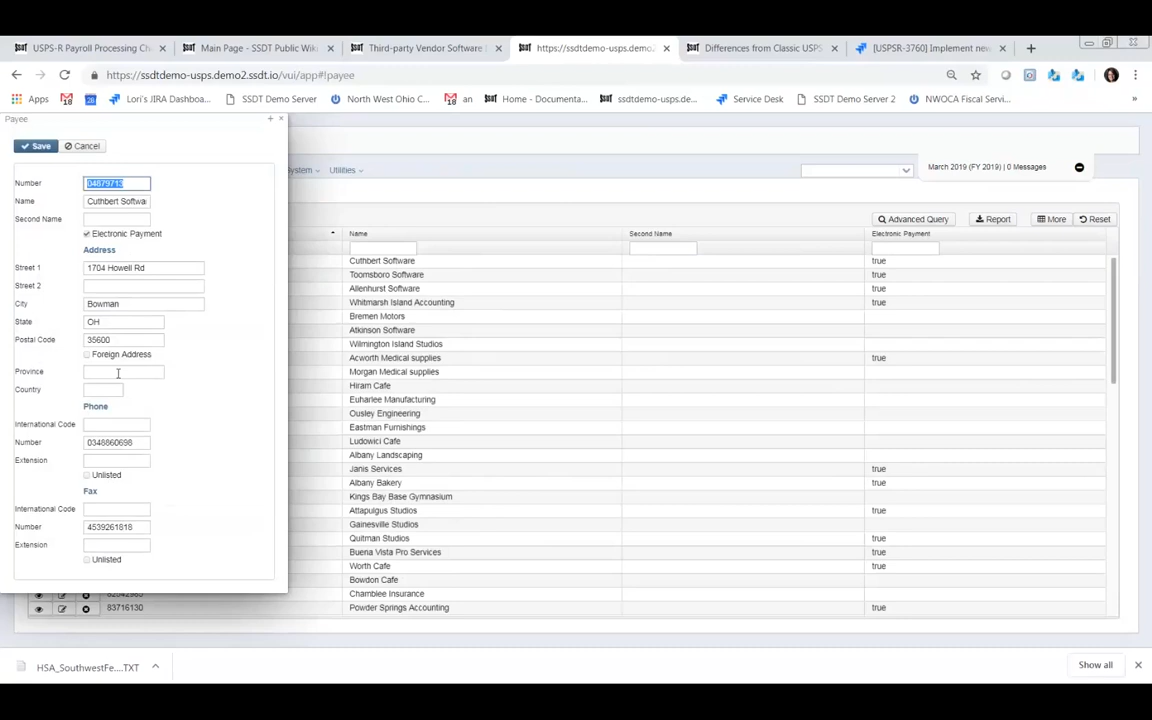 USPS-R Payroll Processing Ch
Main Page - SSDT Public Wiki
Third-party Vendor Software
https://ssdtdemo-usps.demo2.
Differences from Classic USPS
[USPSR-3760] Implement new
https://ssdtdemo-usps.demo2.ssdt.io/vui/app#!payee
Apps
Lori's JIRA Dashboa...
SSDT Demo Server
North West Ohio C...
an
Home - Documenta...
ssdtdemo-usps.de...
Service Desk
SSDT Demo Server 2
NWOCA Fiscal Servi...
Payee
Save
Cancel
Number 04879713
Name Cuthbert Softwa
Second Name
Electronic Payment
Address
Street 1 1704 Howell Rd
Street 2
City Bowman
State OH
Postal Code 35600
Foreign Address
Province
Country
Phone
International Code
Number 0348860698
Extension
Unlisted
Fax
International Code
Number 4539261818
Extension
Unlisted
ystem
Utilities
March 2019 (FY 2019) | 0 Messages
Advanced Query
Report
More
Reset
Name Second Name Electronic Payment
Cuthbert Software true
Toomsboro Software true
Allenhurst Software true
Whitmarsh Island Accounting true
Bremen Motors
Atkinson Software
Wilmington Island Studios
Acworth Medical supplies true
Morgan Medical supplies
Hiram Cafe
Euharlee Manufacturing
Ousley Engineering
Eastman Furnishings
Ludowici Cafe
Albany Landscaping
Janis Services true
Albany Bakery true
Kings Bay Base Gymnasium
Attapulgus Studios true
Gainesville Studios
Quitman Studios true
Buena Vista Pro Services true
Worth Cafe true
Bowdon Cafe
Chamblee Insurance
83716130 Powder Springs Accounting true
HSA_SouthwestFe....TXT
Show all